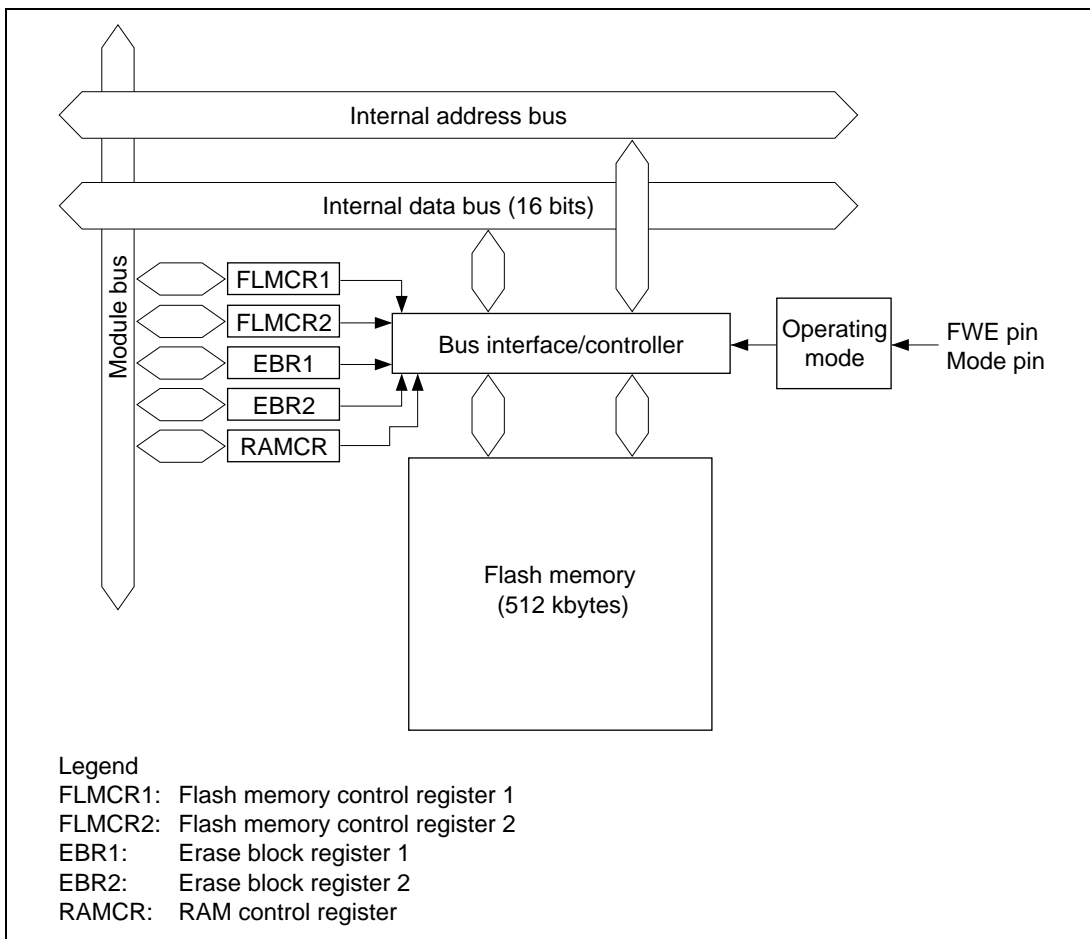 Internal address bus
Internal data bus (16 bits)
Module bus
FLMCR1
FLMCR2
EBR1
EBR2
RAMCR
Bus interface/controller
Operating
mode
FWE pin
Mode pin
Flash memory
(512 kbytes)
Legend
FLMCR1: Flash memory control register 1
FLMCR2: Flash memory control register 2
EBR1: Erase block register 1
EBR2: Erase block register 2
RAMCR: RAM control register